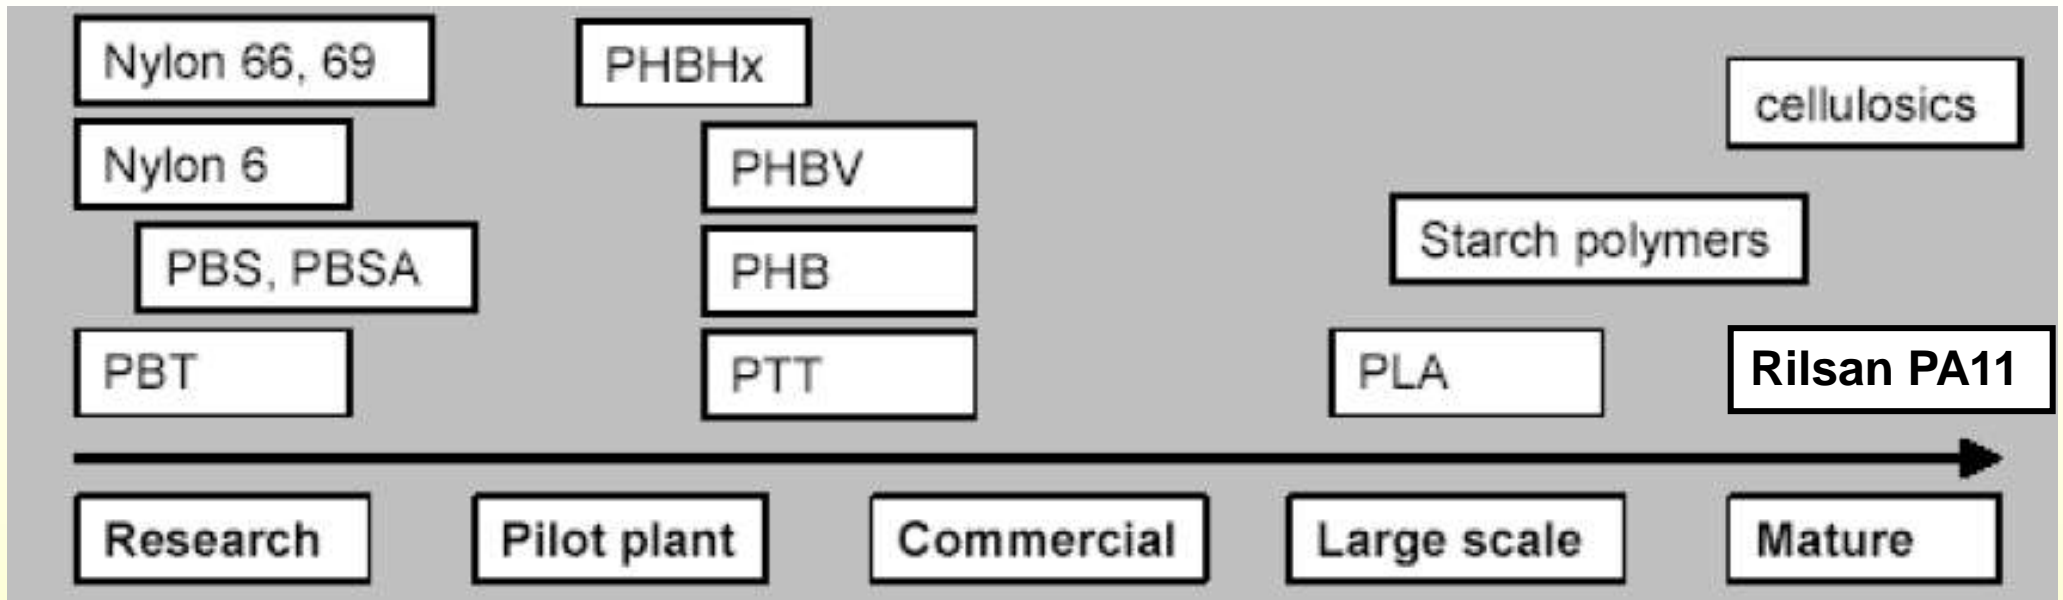 Nylon 66, 69
PHBHx
cellulosics
Nylon 6
PHBV
Starch polymers
PBS, PBSA
PHB
PBT
PTT
PLA
Rilsan PA11
Research
Pilot plant
Commercial
Large scale
Mature